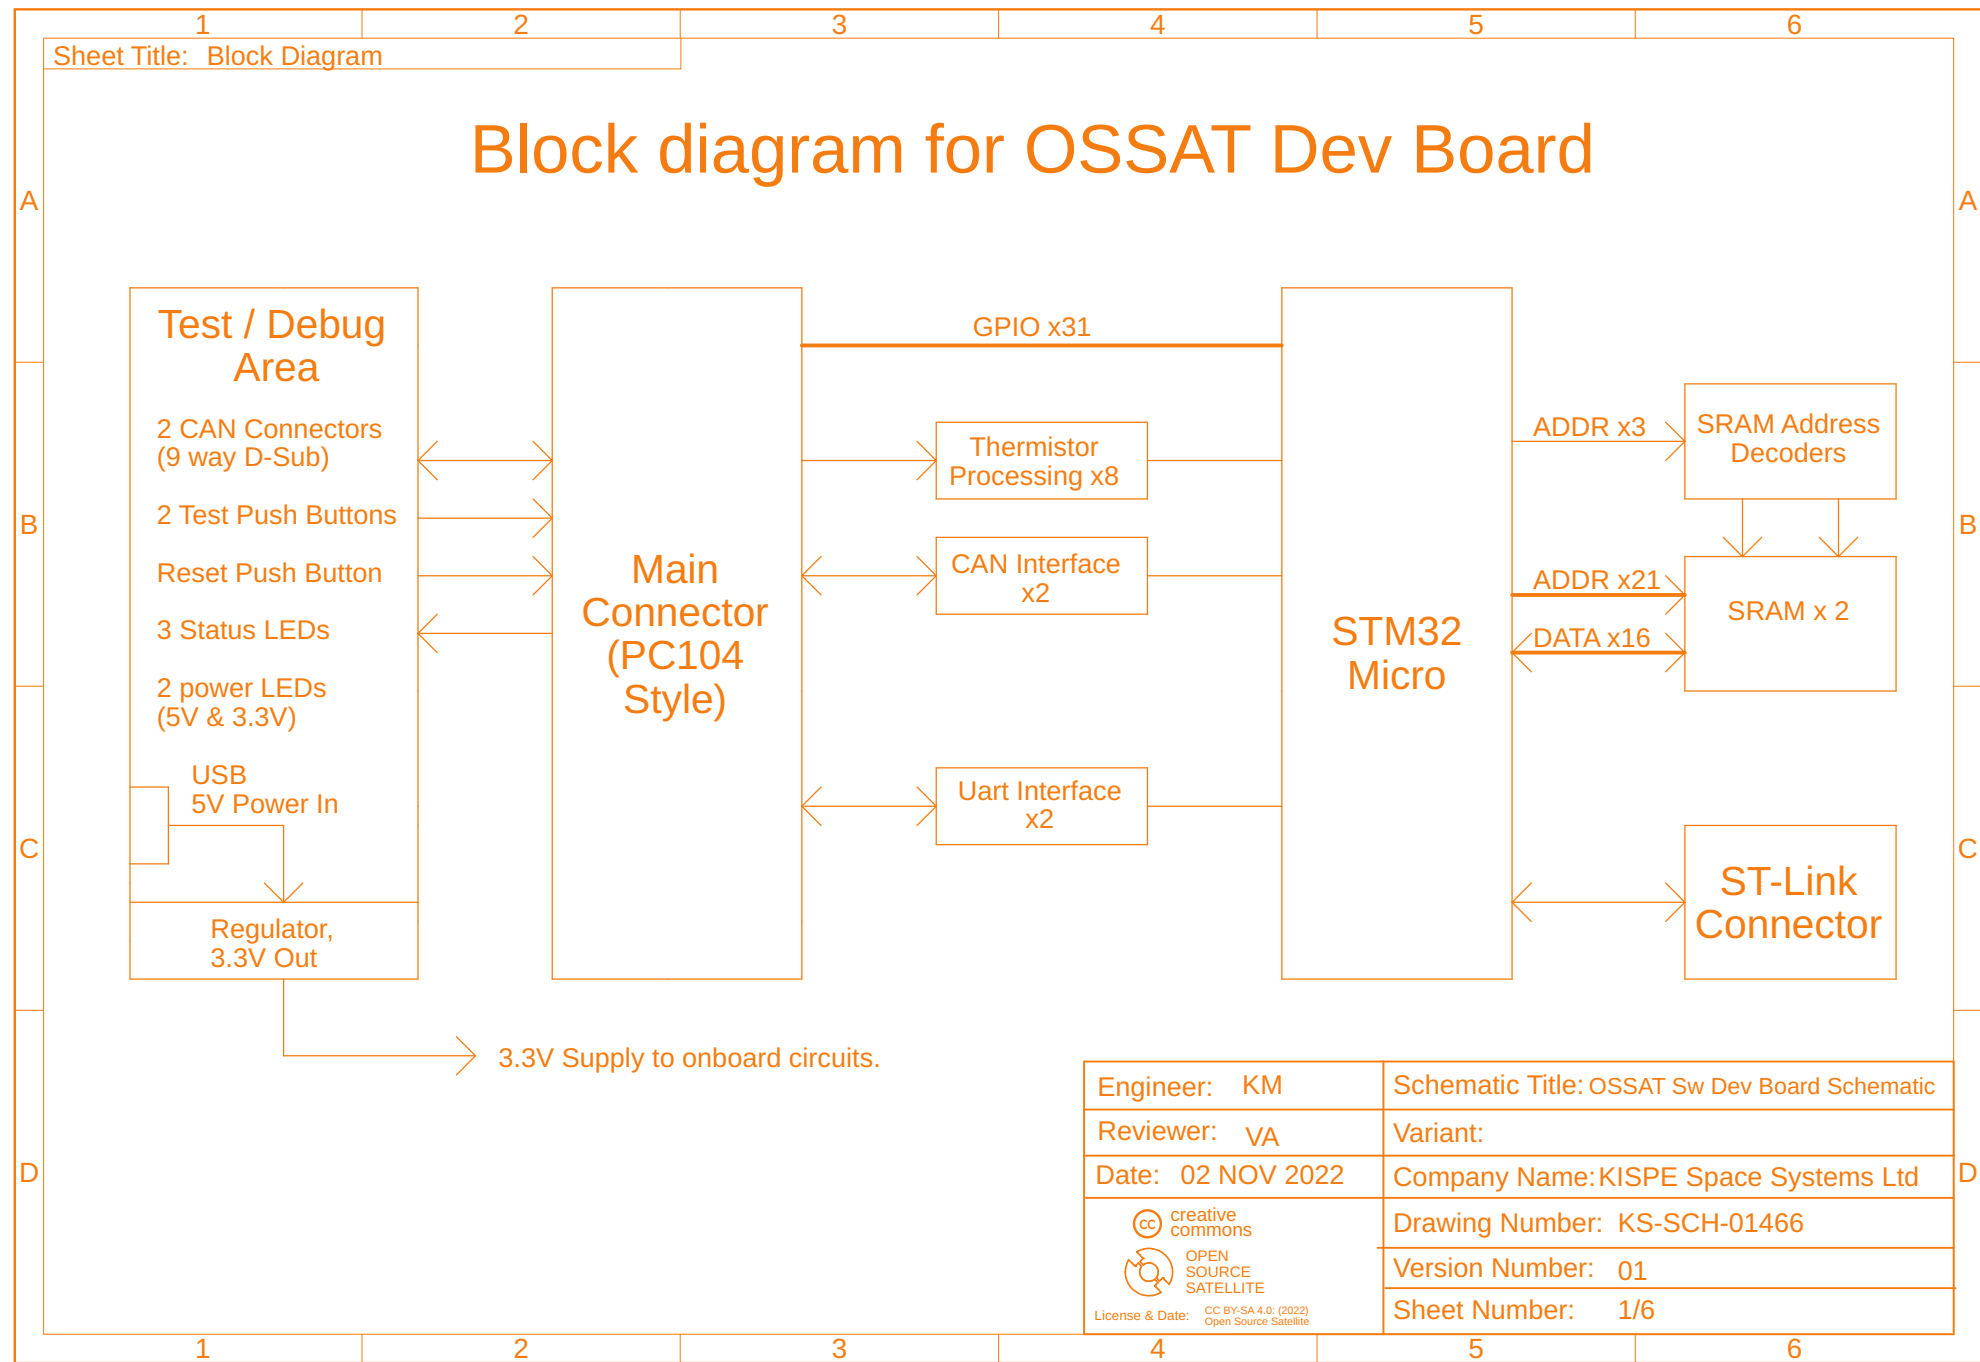 1 2 3 4 5 6
Sheet Title: Block Diagram
Block diagram for OSSAT Dev Board
A A
Test / Debug
Area
2 CAN Connectors
(9 way D-Sub)
2 Test Push Buttons
Reset Push Button
3 Status LEDs
2 power LEDs
(5V & 3.3V)
USB
5V Power In
Regulator,
3.3V Out
3.3V Supply to onboard circuits.
Main
Connector
(PC104
Style)
GPIO x31
Thermistor
Processing x8
CAN Interface
x2
Uart Interface
x2
STM32
Micro
ADDR x3
ADDR x21
DATA x16
SRAM Address
Decoders
SRAM x 2
ST-Link
Connector
B B
C C
D D
Engineer: KM
Reviewer: VA
Date: 02 NOV 2022
creative
commons
cc
OPEN
SOURCE
SATELLITE
License & Date: CC BY-SA 4.0: (2022)
Open Source Satellite
Schematic Title: OSSAT Sw Dev Board Schematic
Variant:
Company Name: KISPE Space Systems Ltd
Drawing Number: KS-SCH-01466
Version Number: 01
Sheet Number: 1/6
1 2 3 4 5 6